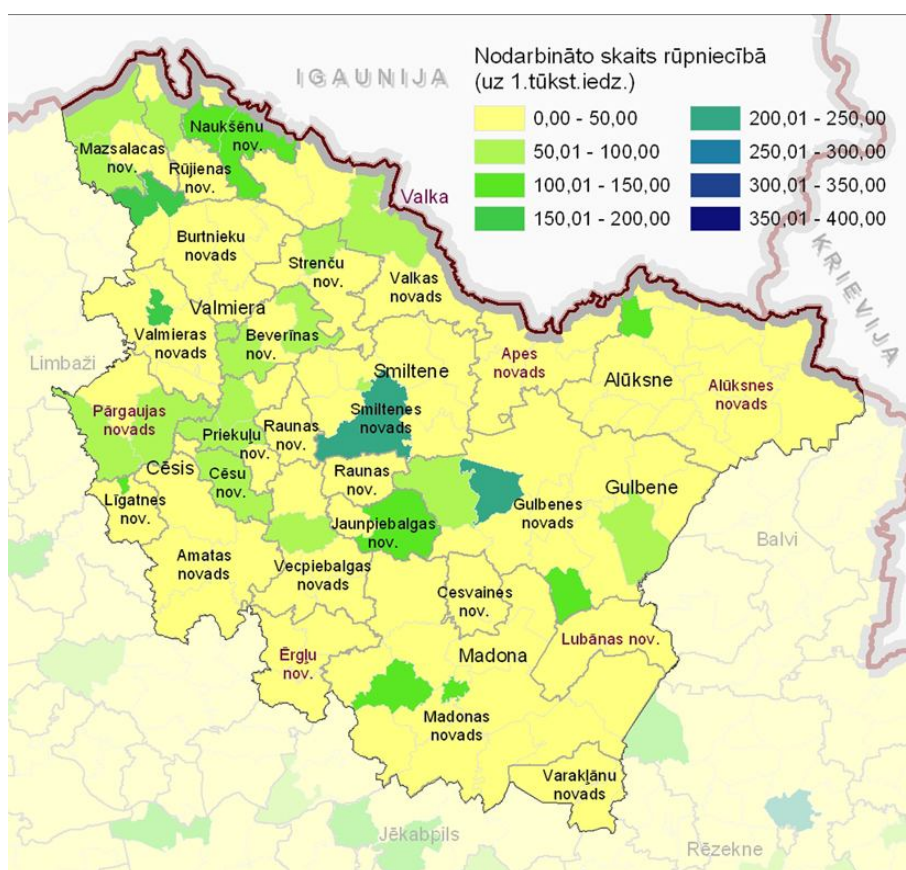 Nodarbināto skaits rūpniecībā
(uz 1.tūkst.iedz.)
0,00 - 50,00
50,01 - 100,00
100,01 - 150,00
150,01 - 200,00
200,01 - 250,00
250,01 - 300,00
300,01 - 350,00
350,01 - 400,00
IGAUNIJA
KRIEVIJA
Naukšēnu
nov.
Mazsalacas
nov.
Rūjienas
nov.
Valka
Burtnieku
novads
Strenču
nov.
Valkas
novads
Valmiera
Valmieras
novads
Beverīnas
nov.
Limbaži
Smiltene
Apes
novads
Alūksne
Alūksnes
novads
Smiltenes
novads
Pārgaujas
novads
Priekuļu
nov.
Raunas
nov.
Cēsis
Cēsu
nov.
Raunas
nov.
Līgatnes
nov.
Gulbene
Gulbenes
novads
Jaunpiebalgas
nov.
Balvi
Amatas
novads
Vecpiebalgas
novads
Cesvaines
nov.
Lubānas nov.
Ērgļu
nov.
Madona
Madonas
novads
Varakļānu
novads
Jēkabpils
Rēzekne